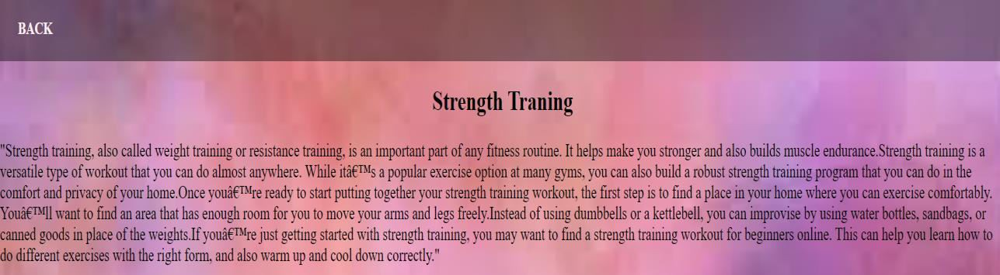 BACK
Strength Traning
"Strength training, also called weight training or resistance training, is an important part of any fitness routine. It helps make you stronger and also builds muscle endurance.Strength training is a
versatile type of workout that you can do almost anywhere. While itâ€™s a popular exercise option at many gyms, you can also build a robust strength training program that you can do in the
comfort and privacy of your home.Once youâ€™re ready to start putting together your strength training workout, the first step is to find a place in your home where you can exercise comfortably.
Youâ€™ll want to find an area that has enough room for you to move your arms and legs freely.Instead of using dumbbells or a kettlebell, you can improvise by using water bottles, sandbags, or
canned goods in place of the weights.If youâ€™re just getting started with strength training, you may want to find a strength training workout for beginners online. This can help you learn how to
do different exercises with the right form, and also warm up and cool down correctly."